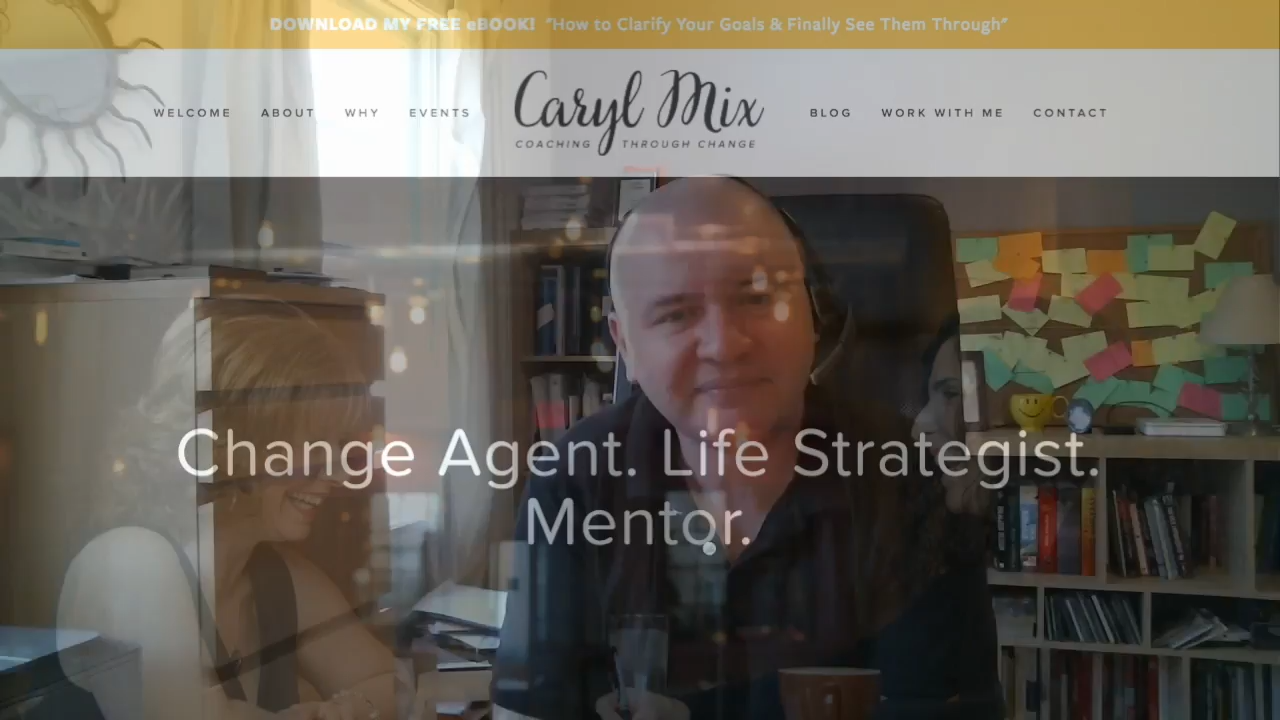 DOWNLOAD MY FREE eBOOK! "How to Clarify Your Goals & Finally See Them Through"
WELCOME ABOUT WHY EVENTS
Caryl Mix
COACHING THROUGH CHANGE
BLOG WORK WITH ME CONTACT
Change Agent. Life Strategist.
Mentor.